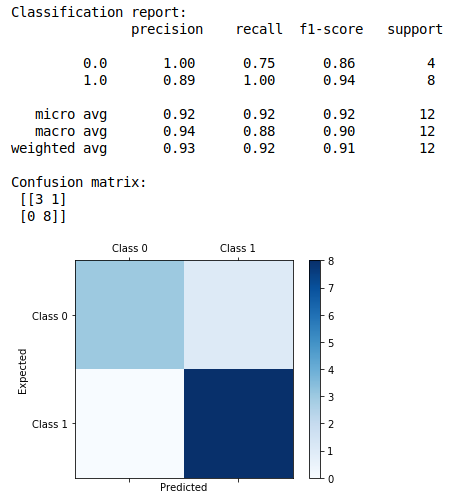 Classification report:
precision recall f1-score support
0.0 1.00 0.75 0.86 4
1.0 0.89 1.00 0.94 8
micro avg 0.92 0.92 0.92 12
macro avg 0.94 0.88 0.90 12
weighted avg 0.93 0.92 0.91 12
Confusion matrix:
[[3 1]
[0 8]]
Class 0 Class 1
8
7
6
5
4
3
2
1
0
Class 0
Class 1
Expected
Predicted